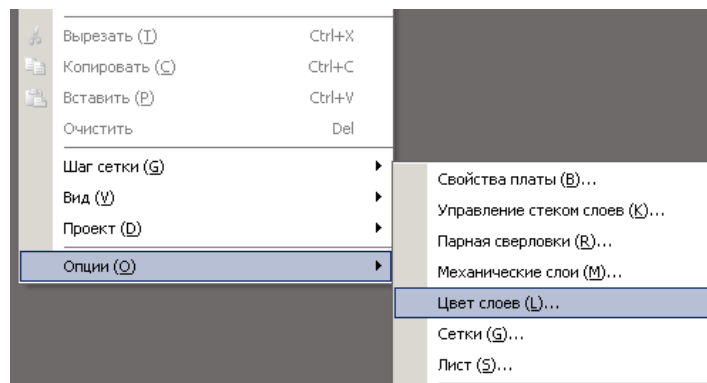 Вырезать (T) Ctrl+X
Копировать (C) Ctrl+C
Вставить (P) Ctrl+V
Очистить Del
Шаг сетки (G)
Вид (V)
Проект (D)
Опции (O)
Свойства платы (B)...
Управление стеком слоев (K)...
Парная сверловки (R)...
Механические слои (M)...
Цвет слоев (L)...
Сетки (G)...
Лист (S)...